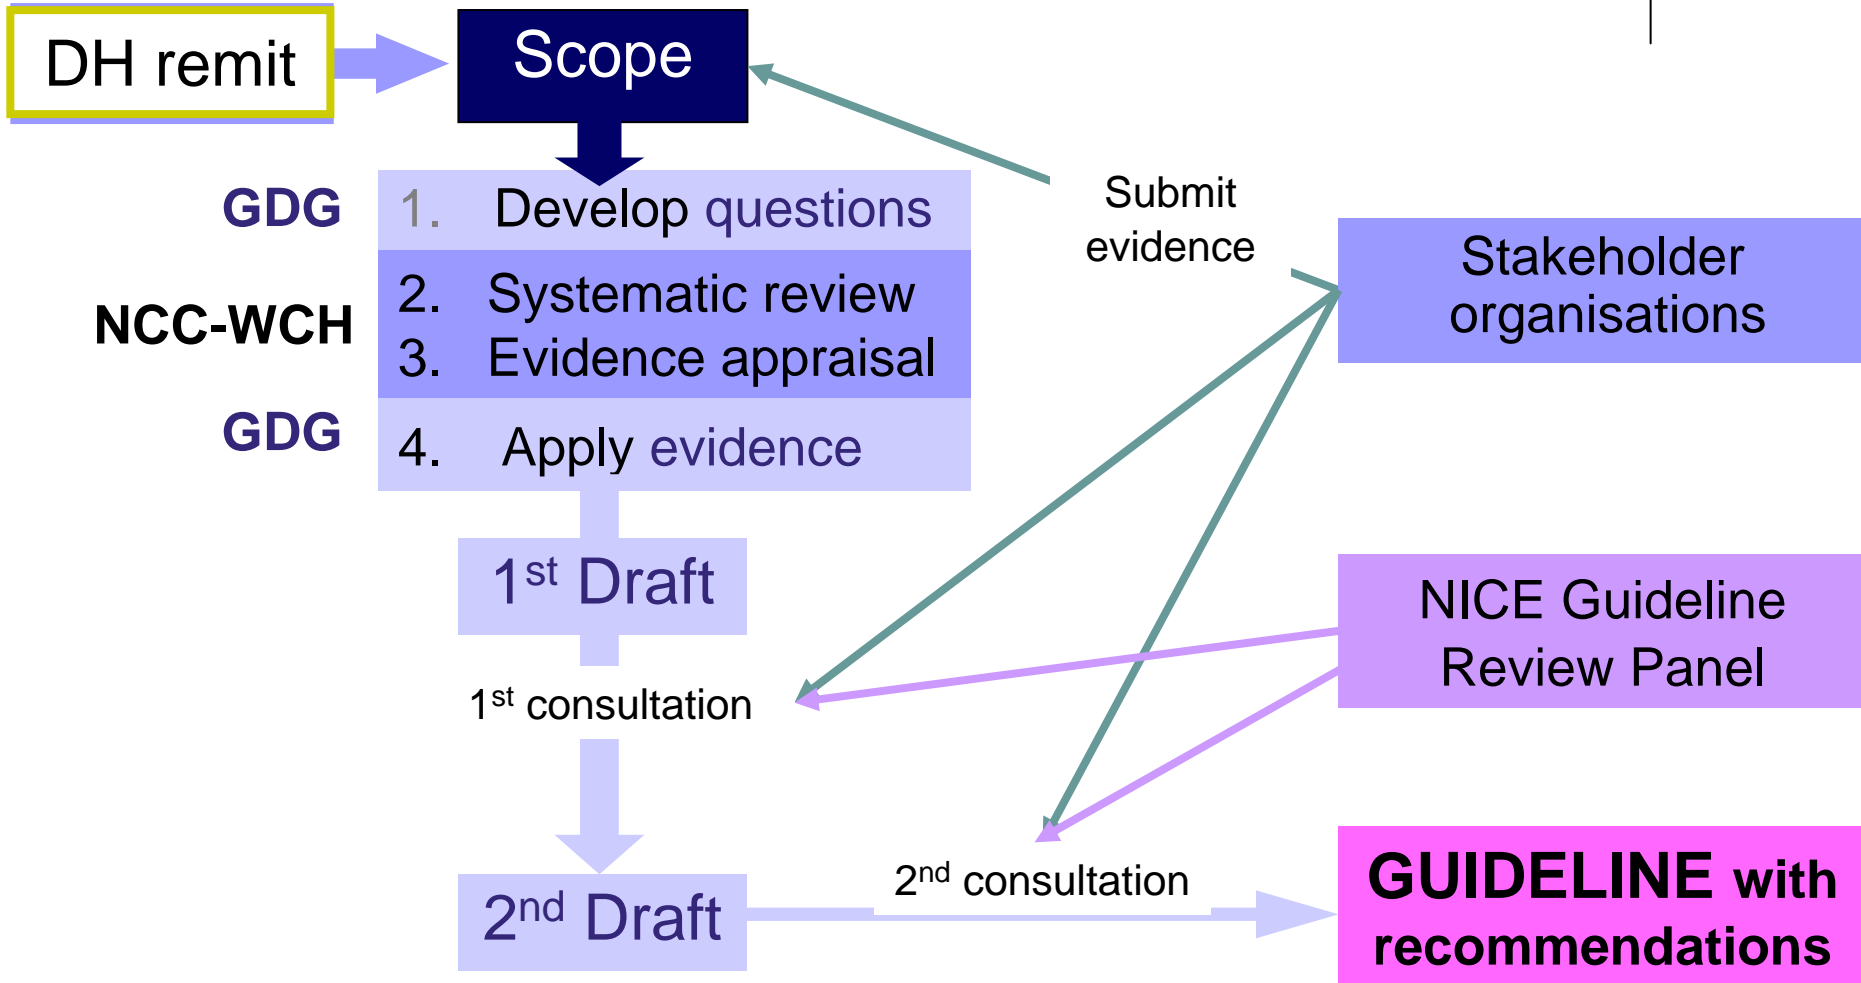 DH remit
Scope
GDG
1. Develop questions
Submit
evidence
NCC-WCH
2. Systematic review
3. Evidence appraisal
Stakeholder
organisations
GDG
4. Apply evidence
1st Draft
NICE Guideline
Review Panel
1st consultation
2nd Draft
2nd consultation
GUIDELINE with
recommendations